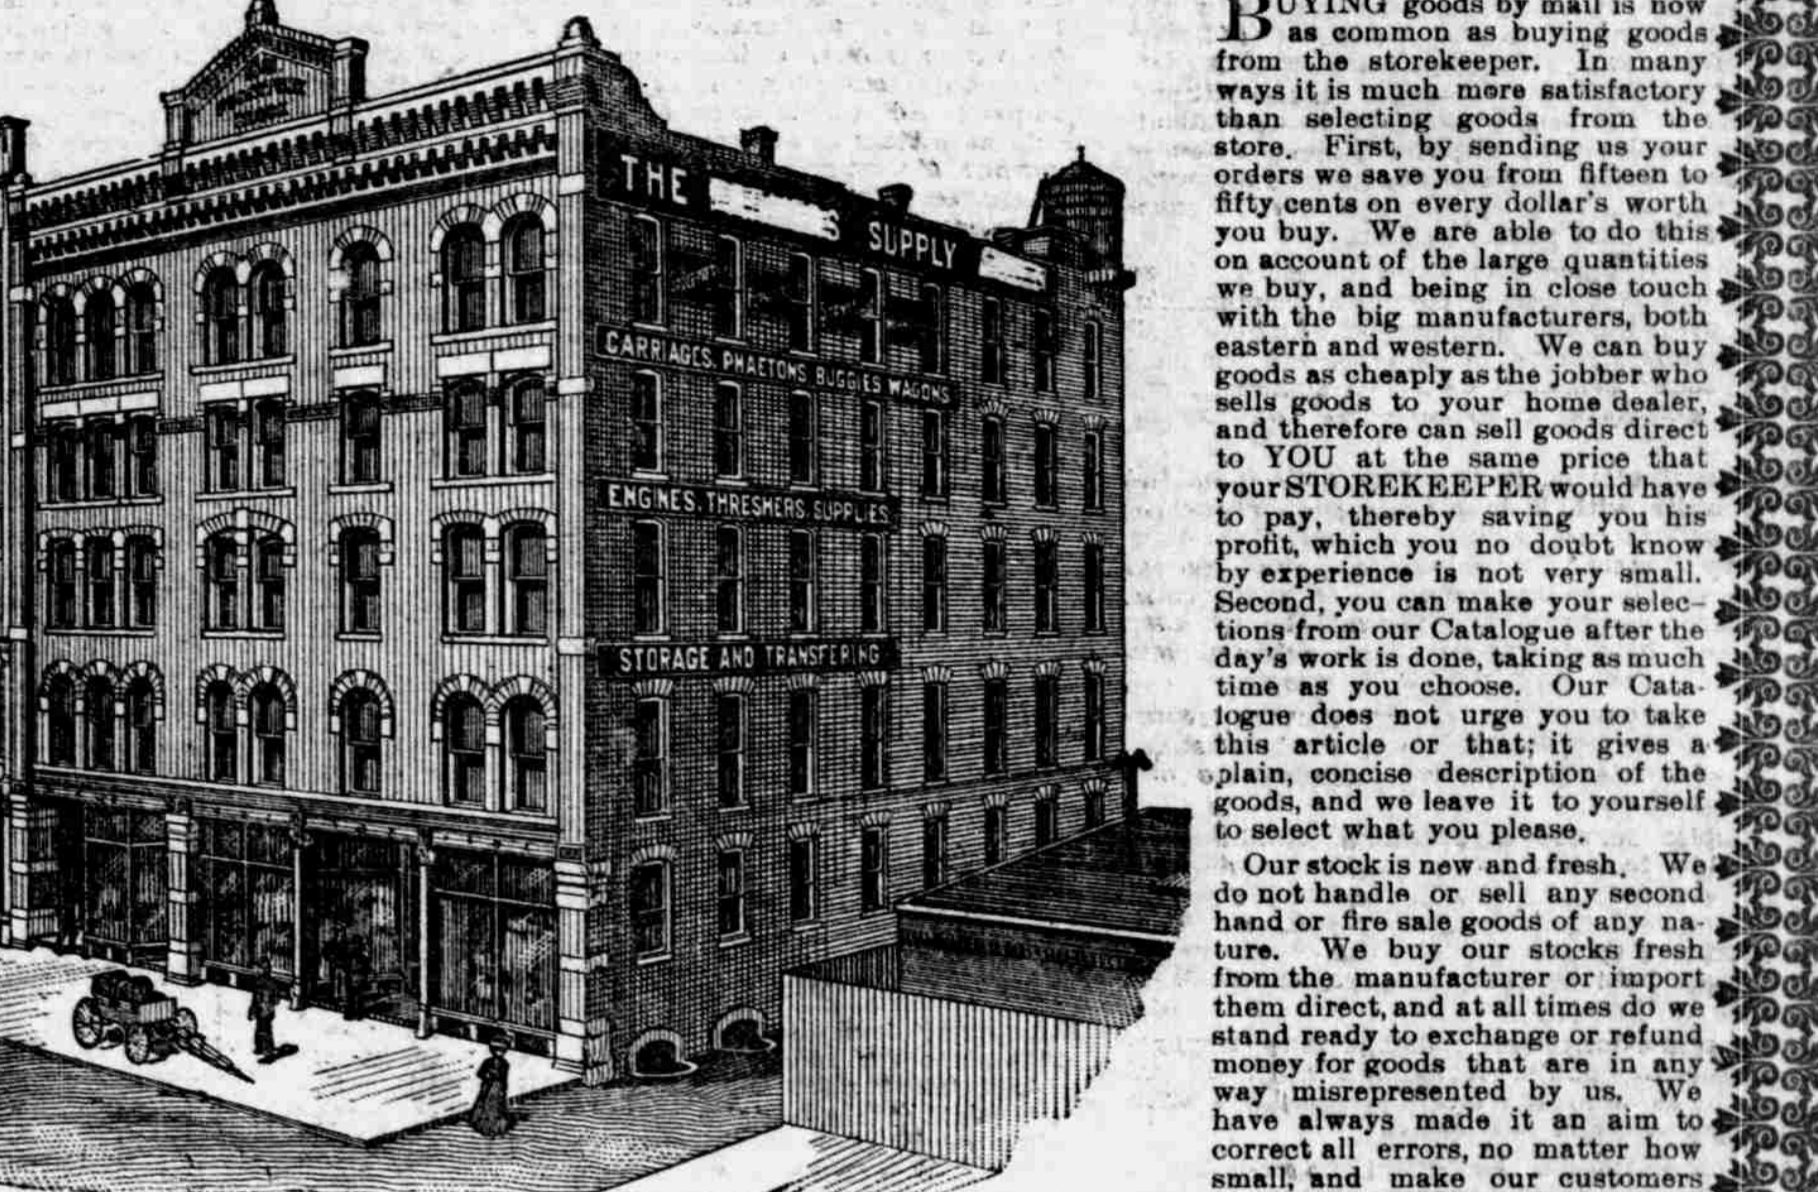 THE
SUPPLY
CARRIAGES, PHAETONS BUGGIES WAGONS
ENGINES, THRESHERS, SUPPLIES
STORAGE AND TRANSFERING
BUYING goods by mail is now
as common as buying goods
from the storekeeper. In many
ways it is much more satisfactory
than selecting goods from the
store. First, by sending us your
orders we save you from fifteen to
fifty cents on every dollar's worth
you buy. We are able to do this
on account of the large quantities
we buy, and being in close touch
with the big manufacturers, both
eastern and western. We can buy
goods as cheaply as the jobber who
sells goods to your home dealer,
and therefore can sell goods direct
to YOU at the same price that
your STOREKEEPER would have
to pay, thereby saving you his
profit, which you no doubt know
by experience is not very small.
Second, you can make your selec-
tions from our Catalogue after the
day's work is done, taking as much
time as you choose. Our Cata-
logue does not urge you to take
this article or that; it gives a
plain, concise description of the
goods, and we leave it to yourself
to select what you please.
Our stock is new and fresh. We
do not handle or sell any second
hand or fire sale goods of any na-
ture. We buy our stocks fresh
from the manufacturer or import
them direct, and at all times do we
stand ready to exchange or refund
money for goods that are in any
way misrepresented by us. We
have always made it an aim to
correct all errors, no matter how
small, and make our customers